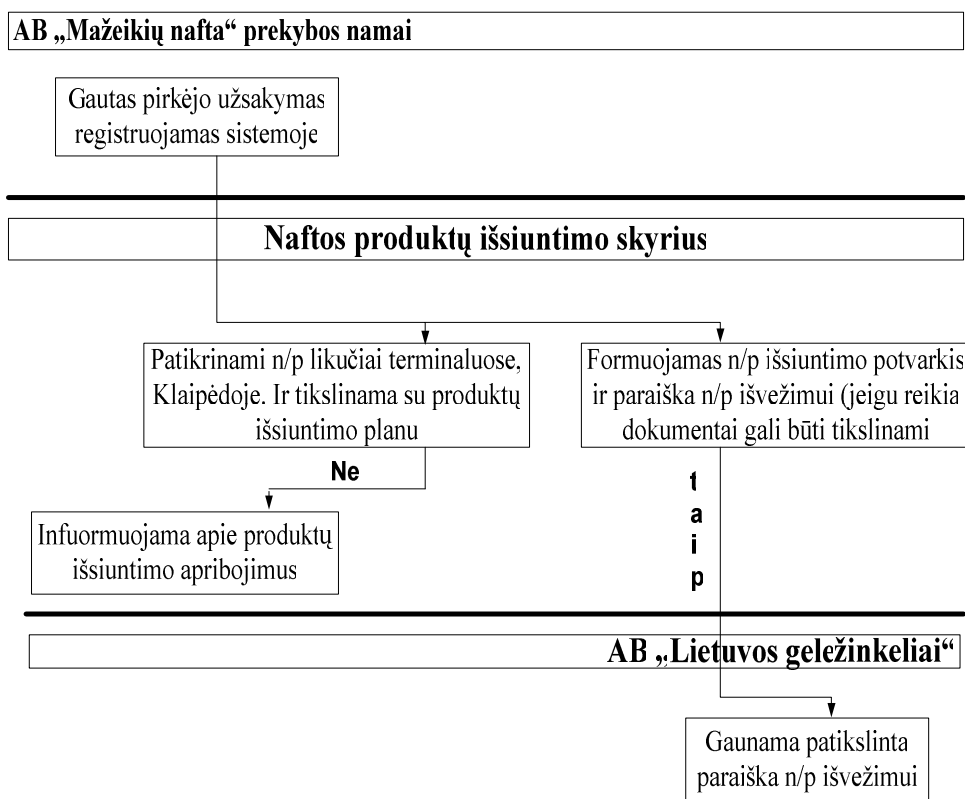 AB „Mažeikių nafta“ prekybos namai
Gautas pirkėjo užsakymas
registruojamas sistemoje
Naftos produktų išsiuntimo skyrius
Patikrinami n/p likučiai terminaluose,
Klaipėdoje. Ir tikslinama su produktų
išsiuntimo planu
Formuojamas n/p išsiuntimo potvarkis
ir paraiška n/p išvežimui (jeigu reikia
dokumentai gali būti tikslinami
Ne
taip
Infuormuojama apie produktų
išsiuntimo apribojimus
AB „Lietuvos geležinkeliai“
Gaunama patikslinta
paraiška n/p išvežimui